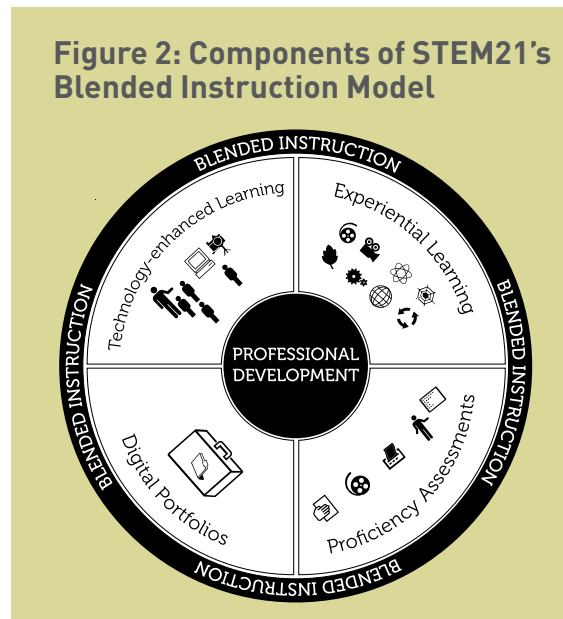 Figure 2: Components of STEM21's
Blended Instruction Model
BLENDED INSTRUCTION
Technology-enhanced Learning
Experiential Learning
BLENDED INSTRUCTION
BLENDED INSTRUCTION
PROFESSIONAL
DEVELOPMENT
Digital Portfolios
Proficiency Assessments
BLENDED INSTRUCTION